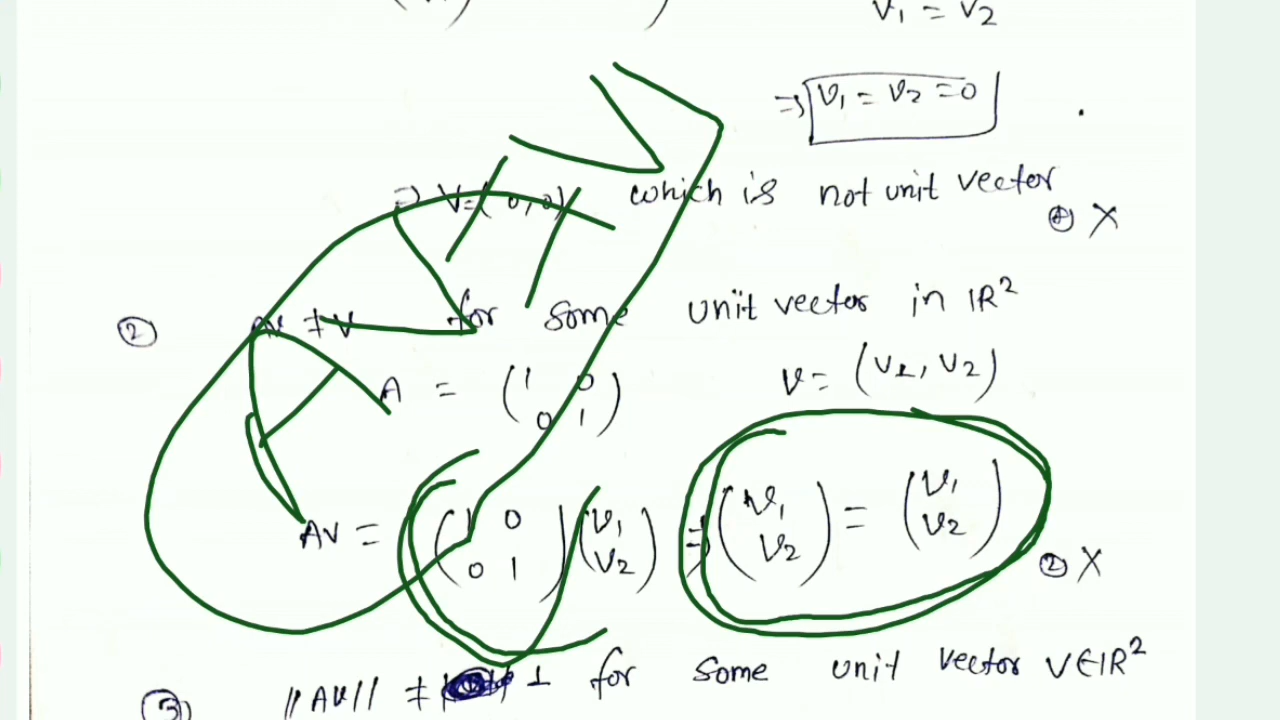 V₁ = V₂
⇒ V₁ = V₂ = 0
⇒ V = (0,0) which is not unit vector
① X
② AV ≠ V for some unit vector in IR²
A = (1 0
0 1)
v = (V₁, V₂)
AV = (1 0
0 1) (V₁
V₂) ⇒ (V₁
V₂) = (V₁
V₂)
② X
③ //AV// ≠ 1 for some unit vector V∈IR²